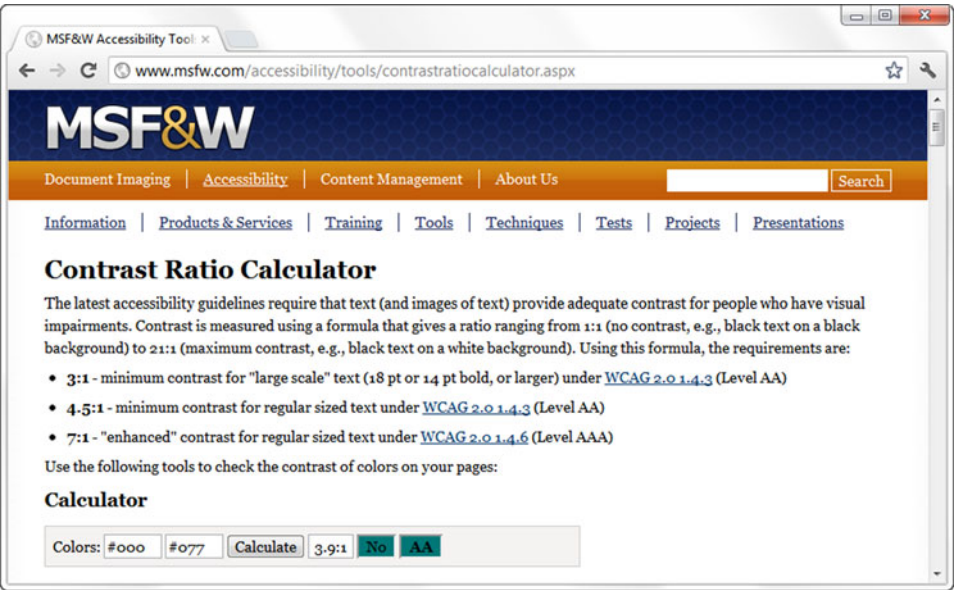 MSF&W Accessibility Tool
www.msfw.com/accessibility/tools/contrastratiocalculator.aspx
MSF&W
Document Imaging | Accessibility | Content Management | About Us Search
Information | Products & Services | Training | Tools | Techniques | Tests | Projects | Presentations
Contrast Ratio Calculator
The latest accessibility guidelines require that text (and images of text) provide adequate contrast for people who have visual
impairments. Contrast is measured using a formula that gives a ratio ranging from 1:1 (no contrast, e.g., black text on a black
background) to 21:1 (maximum contrast, e.g., black text on a white background). Using this formula, the requirements are:
• 3:1 - minimum contrast for "large scale" text (18 pt or 14 pt bold, or larger) under WCAG 2.0 1.4.3 (Level AA)
• 4.5:1 - minimum contrast for regular sized text under WCAG 2.0 1.4.3 (Level AA)
• 7:1 - "enhanced" contrast for regular sized text under WCAG 2.0 1.4.6 (Level AAA)
Use the following tools to check the contrast of colors on your pages:
Calculator
Colors: #000 #077 Calculate 3.9:1 No AA